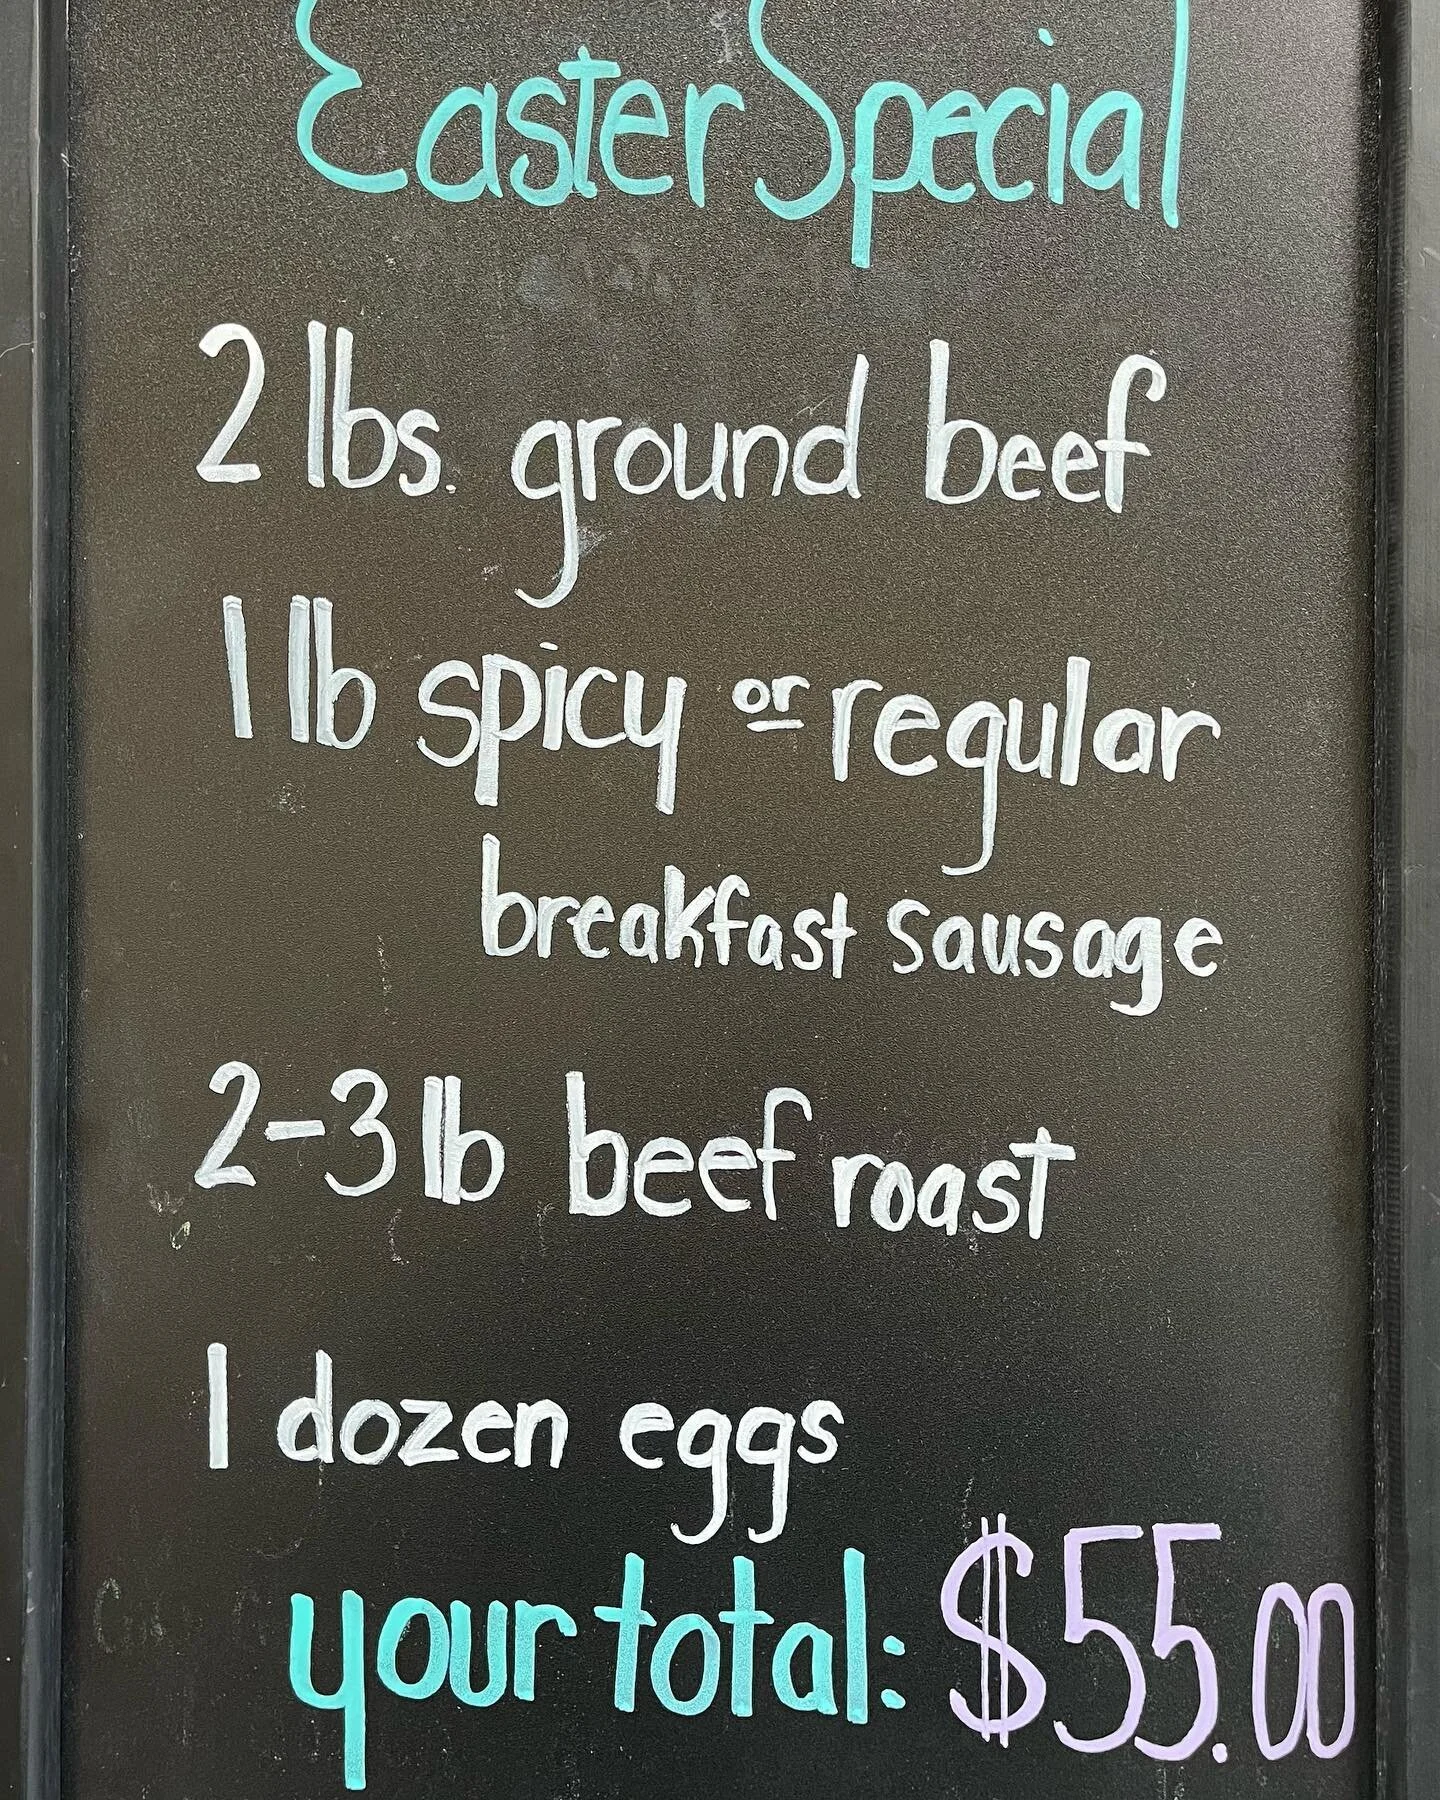 Easter Special
2 lbs. ground beef
1 lb spicy or regular
breakfast sausage
2-3 lb beef roast
1 dozen eggs
your total: $55.00